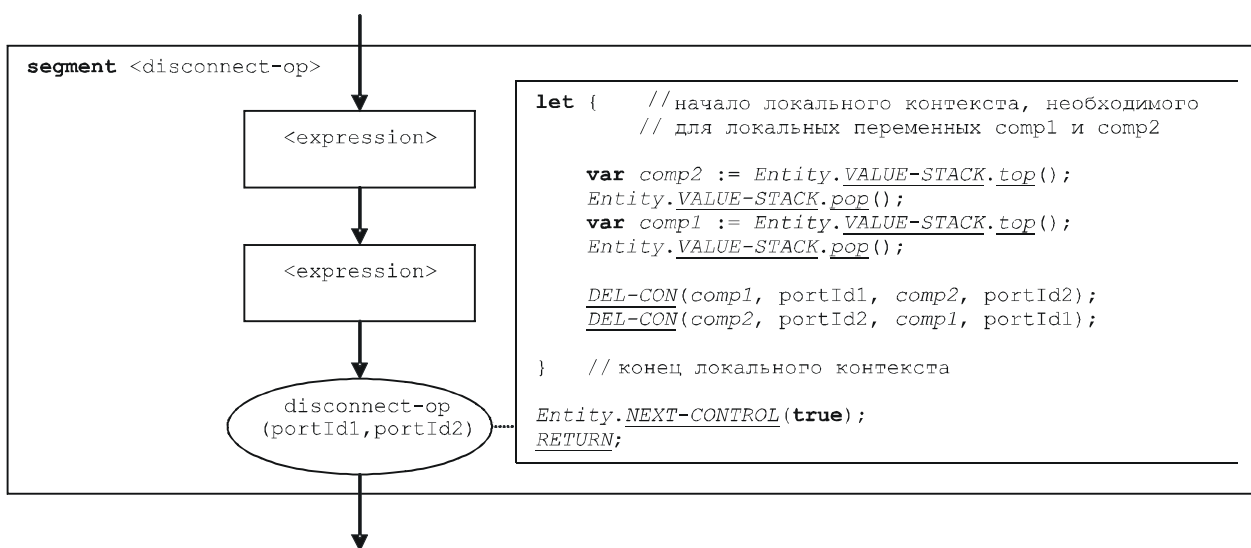 segment <disconnect-op>
<expression>
<expression>
disconnect-op
(portId1,portId2)
let {    //начало локального контекста, необходимого
// для локальных переменных comp1 и comp2
var comp2 := Entity.VALUE-STACK.top();
Entity.VALUE-STACK.pop();
var comp1 := Entity.VALUE-STACK.top();
Entity.VALUE-STACK.pop();
DEL-CON(comp1, portId1, comp2, portId2);
DEL-CON(comp2, portId2, comp1, portId1);
}   //конец локального контекста
Entity.NEXT-CONTROL(true);
RETURN;